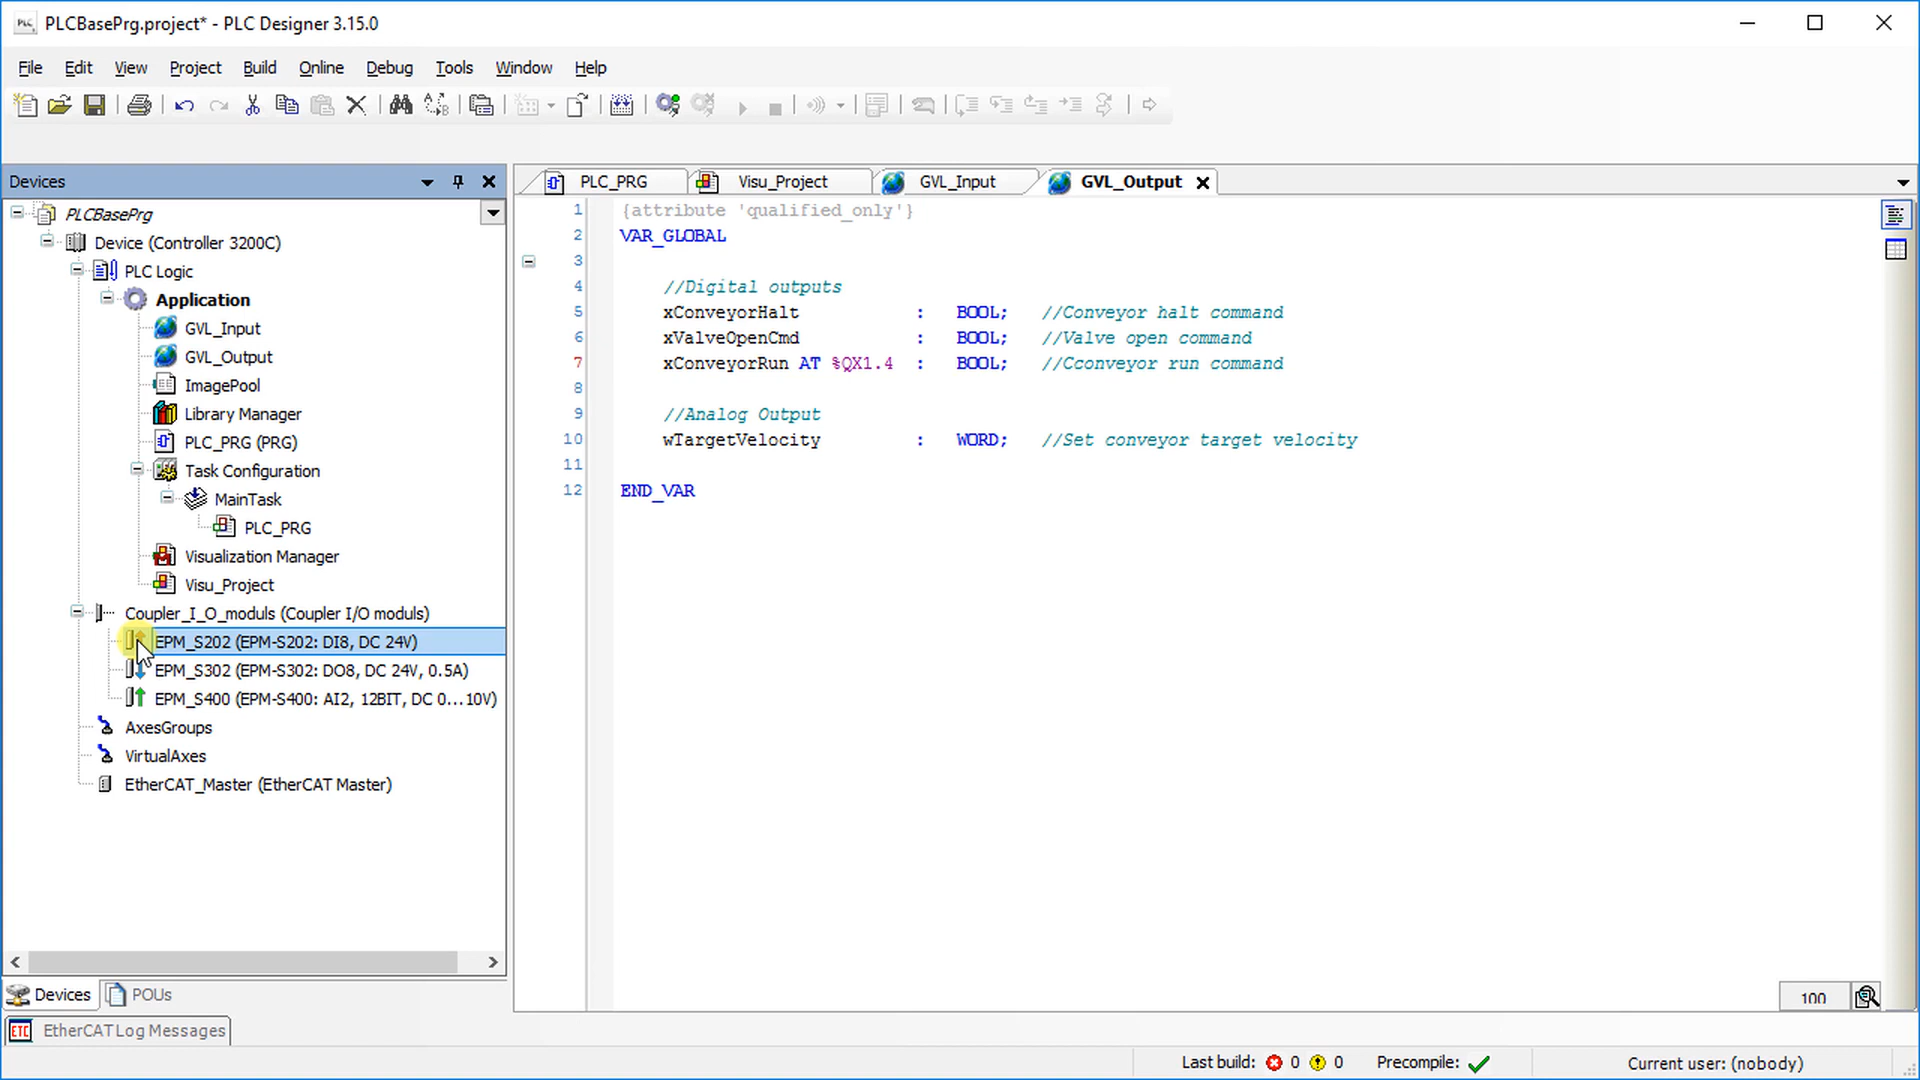 PLCBasePrg.project* - PLC Designer 3.15.0
File Edit View Project Build Online Debug Tools Window Help
Devices
PLCBasePrg
Device (Controller 3200C)
PLC Logic
Application
GVL_Input
GVL_Output
ImagePool
Library Manager
PLC_PRG (PRG)
Task Configuration
MainTask
PLC_PRG
Visualization Manager
Visu_Project
Coupler_I_O_moduls (Coupler I/O moduls)
EPM_S202 (EPM-S202: DI8, DC 24V)
EPM_S302 (EPM-S302: DO8, DC 24V, 0.5A)
EPM_S400 (EPM-S400: AI2, 12BIT, DC 0...10V)
AxesGroups
VirtualAxes
EtherCAT_Master (EtherCAT Master)
Devices POUs
PLC_PRG Visu_Project GVL_Input GVL_Output
1 {attribute 'qualified_only'}
2 VAR_GLOBAL
3
4 //Digital outputs
5 xConveyorHalt : BOOL; //Conveyor halt command
6 xValveOpenCmd : BOOL; //Valve open command
7 xConveyorRun AT %QX1.4 : BOOL; //Cconveyor run command
8
9 //Analog Output
10 wTargetVelocity : WORD; //Set conveyor target velocity
11
12 END_VAR
100
ETC EtherCAT Log Messages
Last build: 0 0 Precompile: Current user: (nobody)